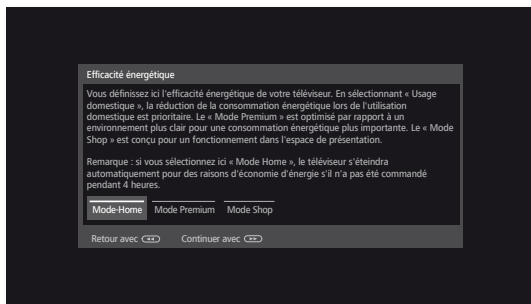 Efficacité énergétique
Vous définissez ici l'efficacité énergétique de votre téléviseur. En sélectionnant « Usage
domestique », la réduction de la consommation énergétique lors de l'utilisation
domestique est prioritaire. Le « Mode Premium » est optimisé par rapport à un
environnement plus clair pour une consommation énergétique plus importante. Le « Mode
Shop » est conçu pour un fonctionnement dans l'espace de présentation.
Remarque : si vous sélectionnez ici « Mode Home », le téléviseur s'éteindra
automatiquement pour des raisons d'économie d'énergie s'il n'a pas été commandé
pendant 4 heures.
Mode-Home Mode Premium Mode Shop
Retour avec Continuer avec